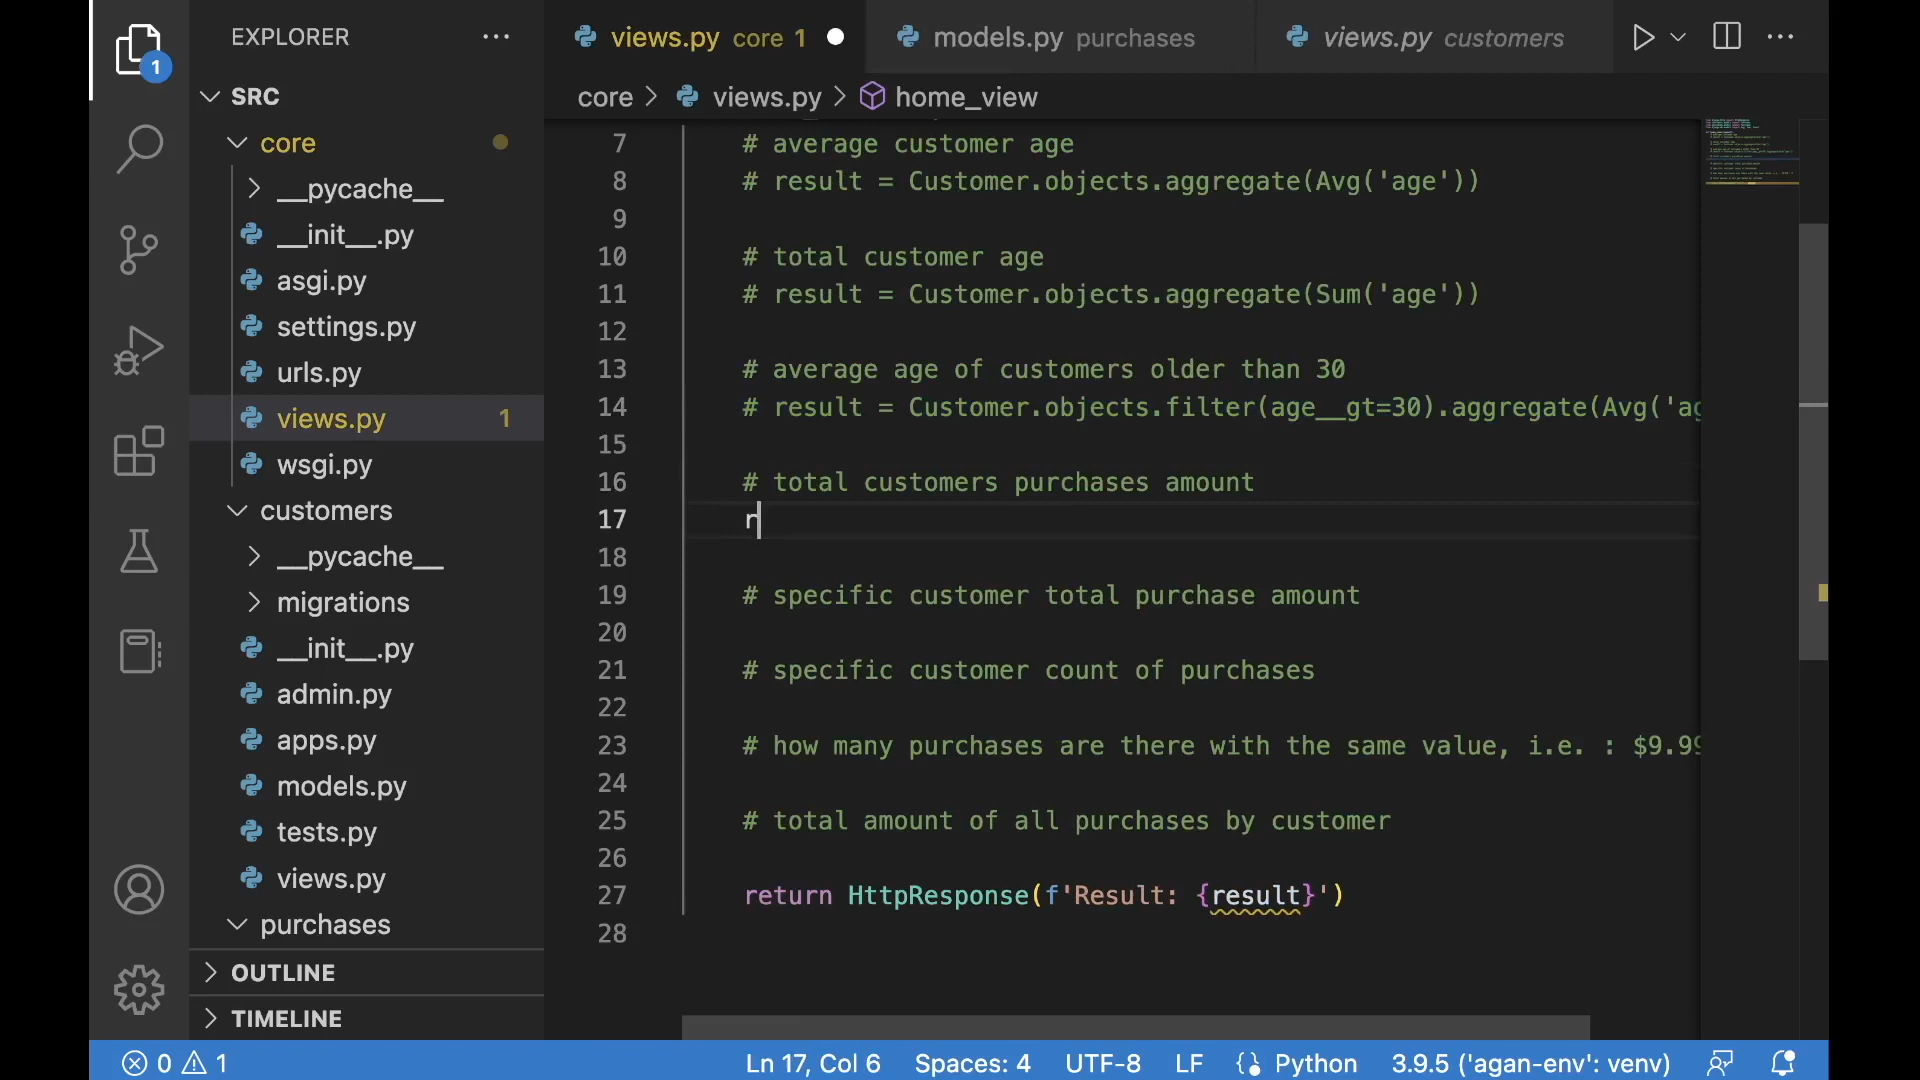 EXPLORER
1
SRC
core
__pycache__
__init__.py
asgi.py
settings.py
urls.py
views.py 1
wsgi.py
customers
__pycache__
migrations
__init__.py
admin.py
apps.py
models.py
tests.py
views.py
purchases
OUTLINE
TIMELINE
views.py core 1
models.py purchases
views.py customers
core > views.py > home_view
7 # average customer age
8 # result = Customer.objects.aggregate(Avg('age'))
9
10 # total customer age
11 # result = Customer.objects.aggregate(Sum('age'))
12
13 # average age of customers older than 30
14 # result = Customer.objects.filter(age__gt=30).aggregate(Avg('ag
15
16 # total customers purchases amount
17 r
18
19 # specific customer total purchase amount
20
21 # specific customer count of purchases
22
23 # how many purchases are there with the same value, i.e. : $9.99
24
25 # total amount of all purchases by customer
26
27 return HttpResponse(f'Result: {result}')
28
0 1
Ln 17, Col 6
Spaces: 4
UTF-8
LF
Python
3.9.5 ('agan-env': venv)